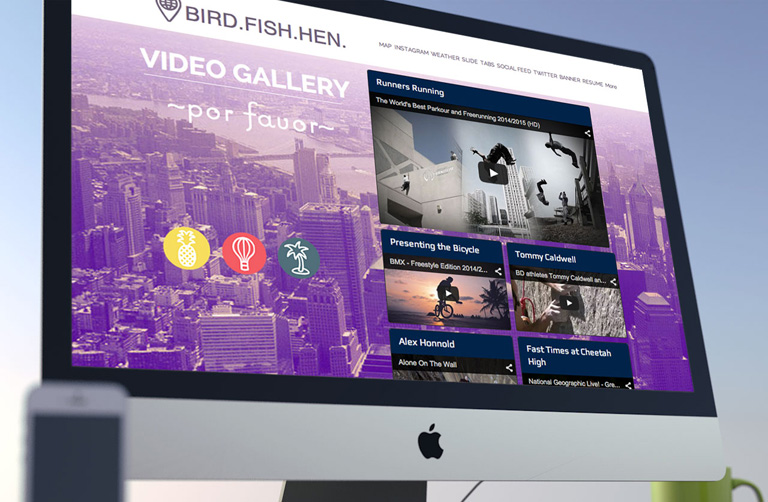 BIRD.FISH.HEN.
MAP INSTAGRAM WEATHER SLIDE TABS SOCIAL FEED TWITTER BANNER RESUME More
VIDEO GALLERY
~por favor~
Runners Running
The World's Best Parkour and Freerunning 2014/2015 (HD)
Presenting the Bicycle
BMX - Freestyle Edition 2014/2...
Tommy Caldwell
BD athletes Tommy Caldwell an...
Alex Honnold
Alone On The Wall
Fast Times at Cheetah
High
National Geographic Live! - Gre...